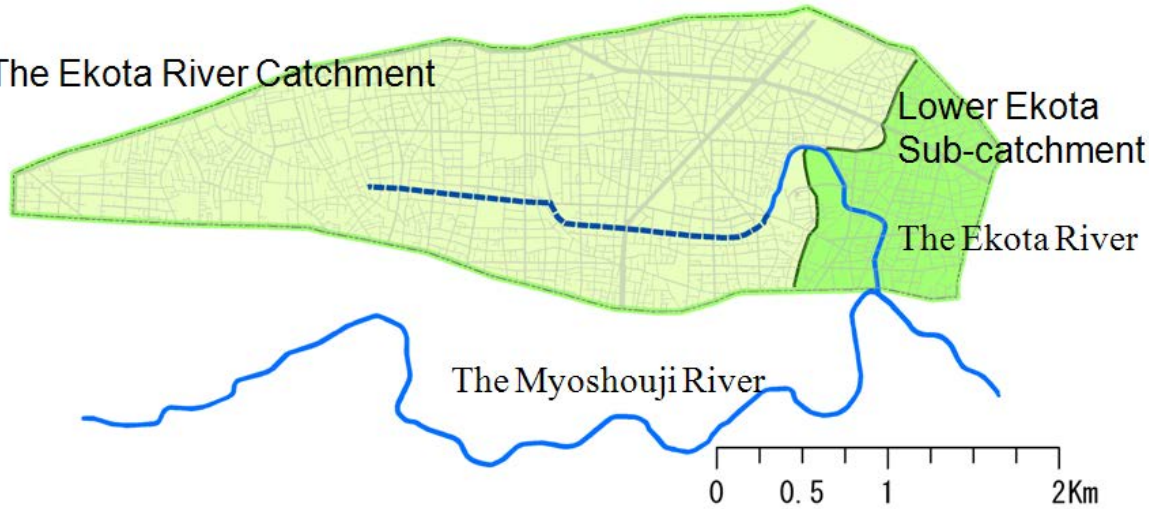 The Ekota River Catchment
Lower Ekota
Sub-catchment
The Ekota River
The Myoshouji River
0 0.5 1 2Km